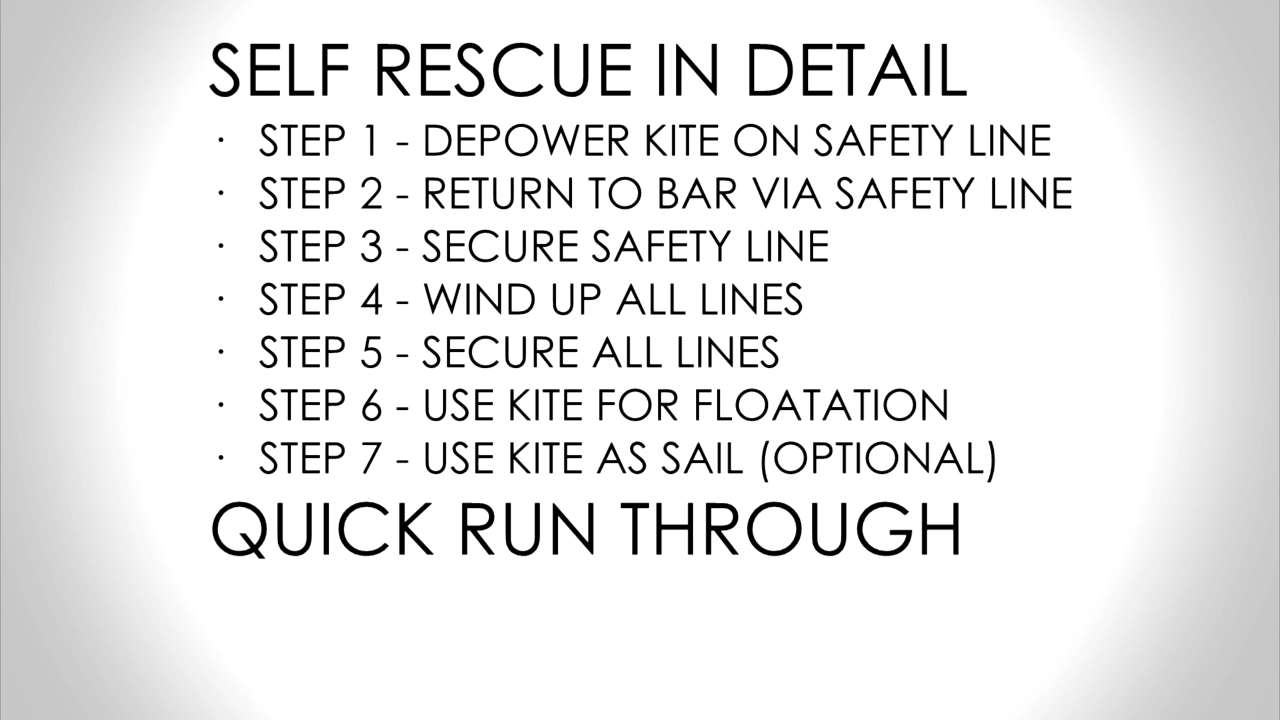 SELF RESCUE IN DETAIL
· STEP 1 - DEPOWER KITE ON SAFETY LINE
· STEP 2 - RETURN TO BAR VIA SAFETY LINE
· STEP 3 - SECURE SAFETY LINE
· STEP 4 - WIND UP ALL LINES
· STEP 5 - SECURE ALL LINES
· STEP 6 - USE KITE FOR FLOATATION
· STEP 7 - USE KITE AS SAIL (OPTIONAL)
QUICK RUN THROUGH